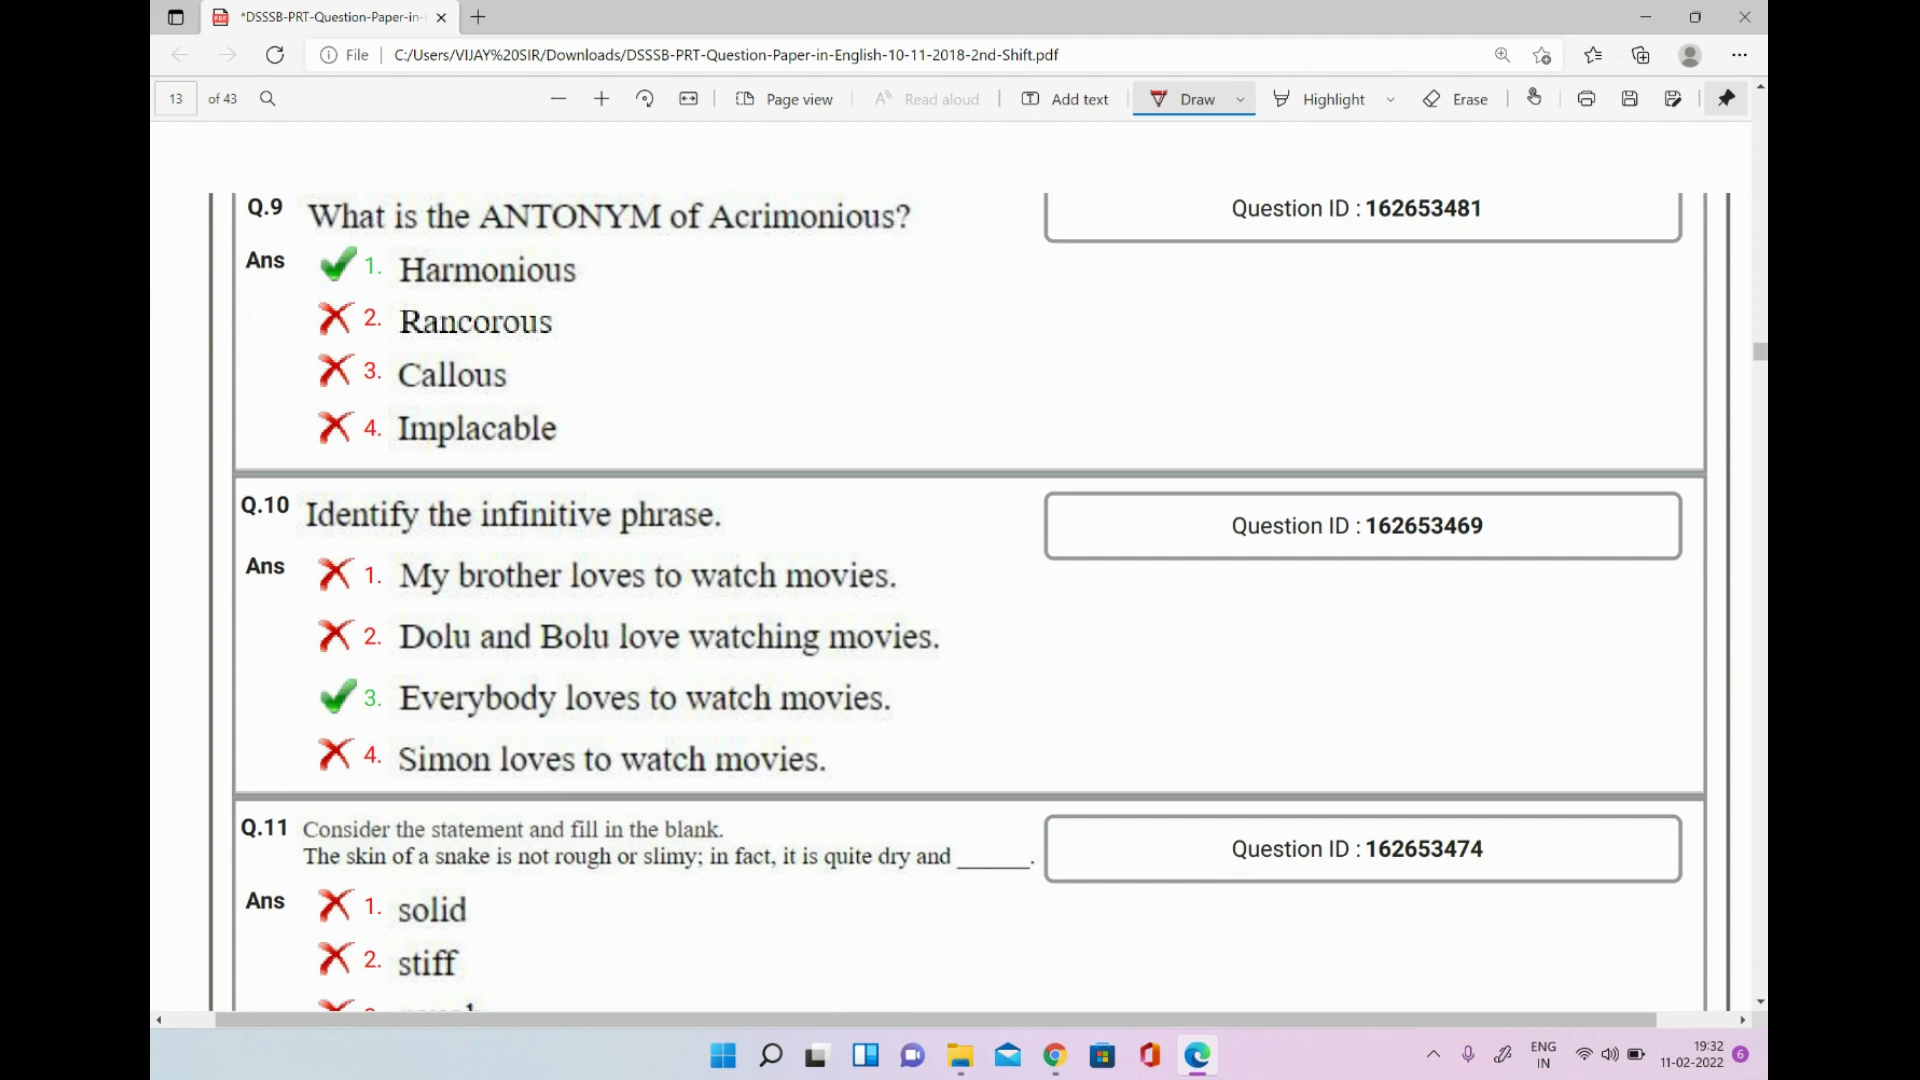 *DSSSB-PRT-Question-Paper-in-
File
C:/Users/VIJAY%20SIR/Downloads/DSSSB-PRT-Question-Paper-in-English-10-11-2018-2nd-Shift.pdf
13 of 43
Page view
Read aloud
Add text
Draw
Highlight
Erase
Q.9 What is the ANTONYM of Acrimonious?
Question ID : 162653481
Ans 1. Harmonious
2. Rancorous
3. Callous
4. Implacable
Q.10 Identify the infinitive phrase.
Question ID : 162653469
Ans 1. My brother loves to watch movies.
2. Dolu and Bolu love watching movies.
3. Everybody loves to watch movies.
4. Simon loves to watch movies.
Q.11 Consider the statement and fill in the blank.
The skin of a snake is not rough or slimy; in fact, it is quite dry and ______.
Question ID : 162653474
Ans 1. solid
2. stiff
ENG
IN
19:32
11-02-2022
6